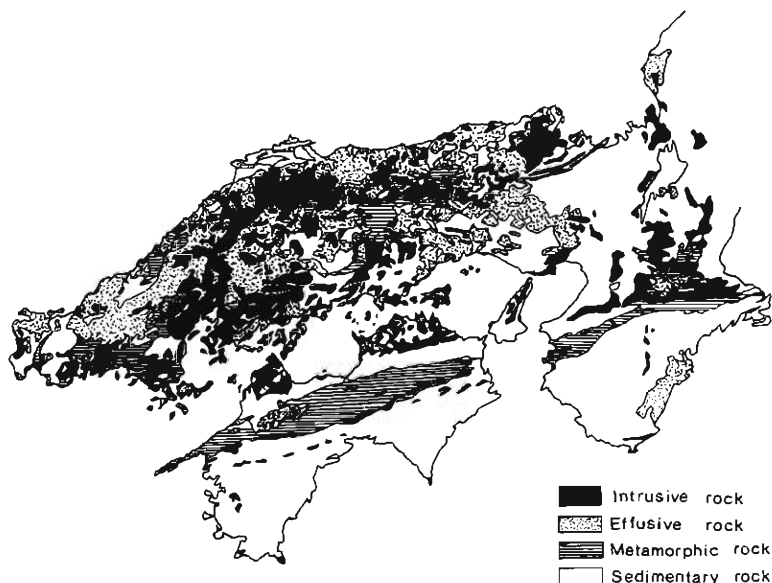 Intrusive rock
Effusive rock
Metamorphic rock
Sedimentary rock